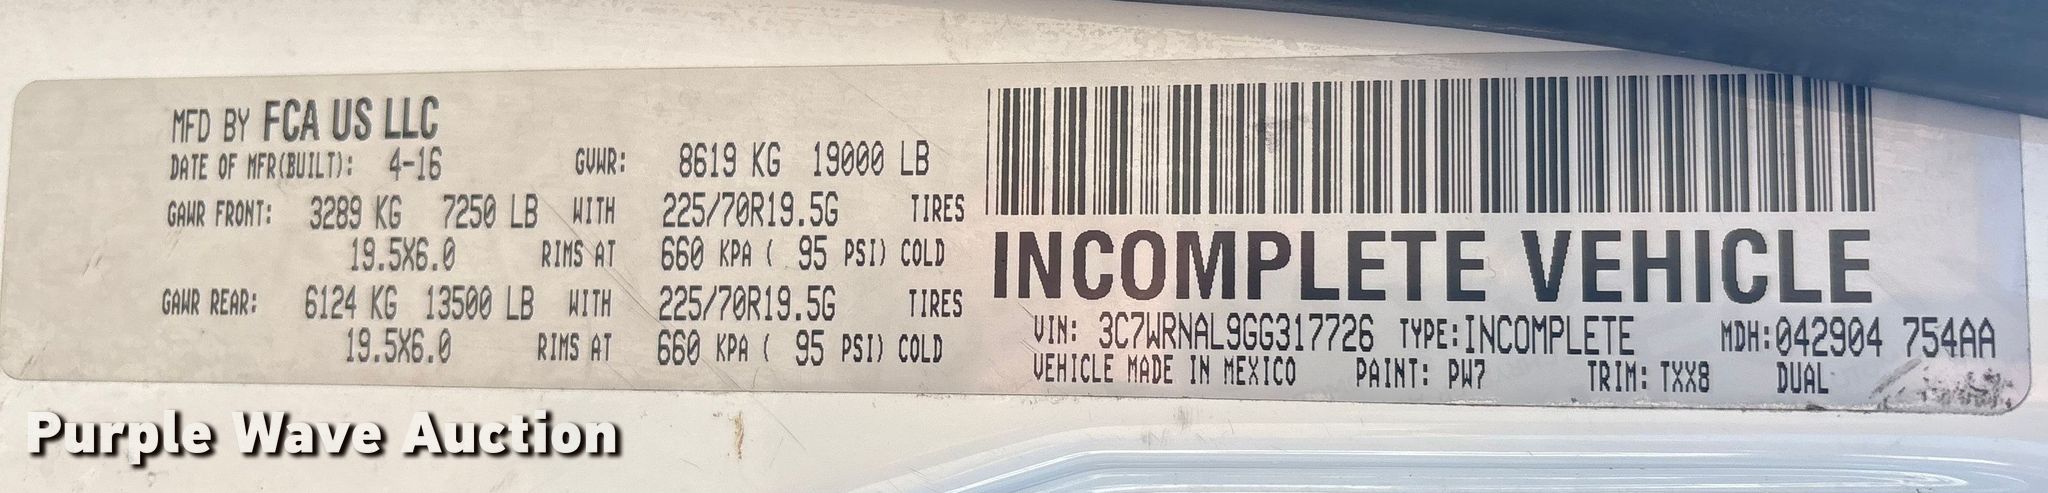 MFD BY FCA US LLC
DATE OF MFR(BUILT): 4-16 GVWR: 8619 KG 19000 LB
GAWR FRONT: 3289 KG 7250 LB WITH 225/70R19.5G TIRES
19.5X6.0 RIMS AT 660 KPA ( 95 PSI) COLD
GAWR REAR: 6124 KG 13500 LB WITH 225/70R19.5G TIRES
19.5X6.0 RIMS AT 660 KPA ( 95 PSI) COLD
INCOMPLETE VEHICLE
VIN: 3C7WRNAL9GG317726 TYPE: INCOMPLETE MDH: 042904 754AA
VEHICLE MADE IN MEXICO PAINT: PW7 TRIM: TXX8 DUAL
Purple Wave Auction